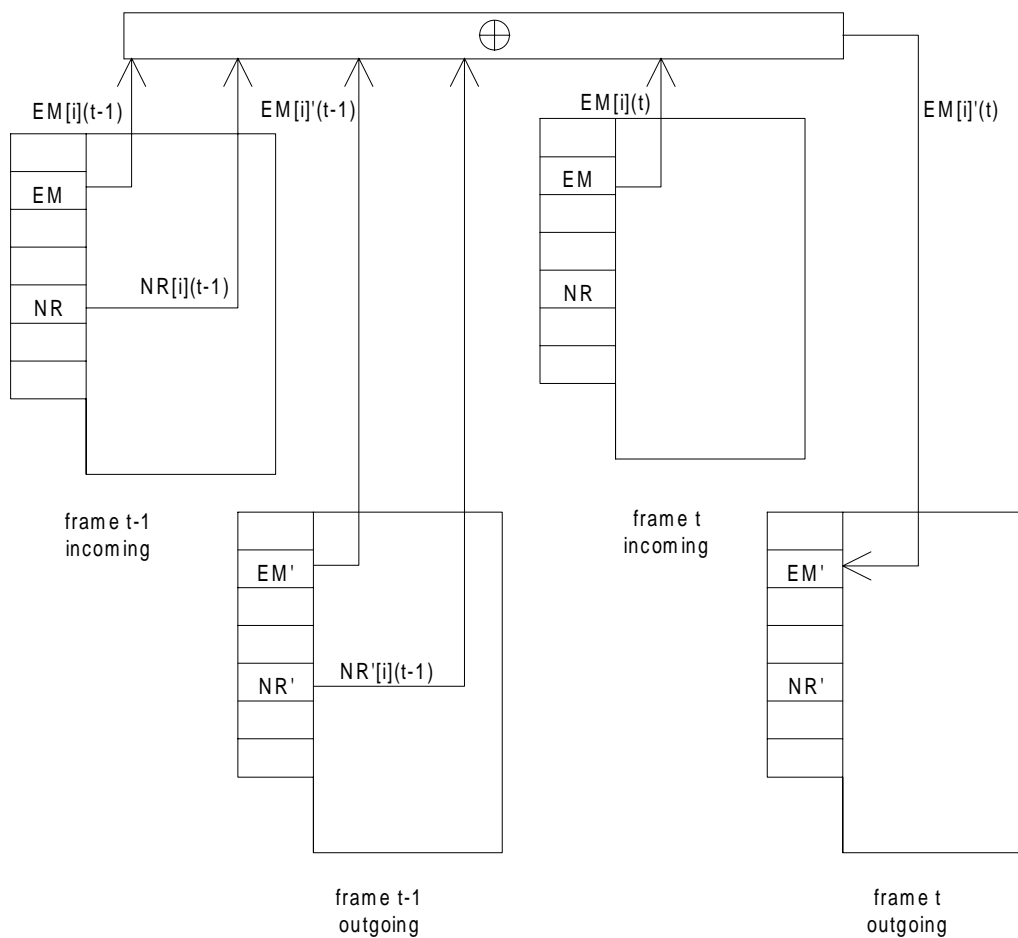 EM[i](t-1)
EM[i]'(t-1)
EM[i](t)
EM[i]'(t)
EM
EM
NR[i](t-1)
NR
NR
frame t-1
incoming
frame t
incoming
EM'
EM'
NR'[i](t-1)
NR'
NR'
frame t-1
outgoing
frame t
outgoing